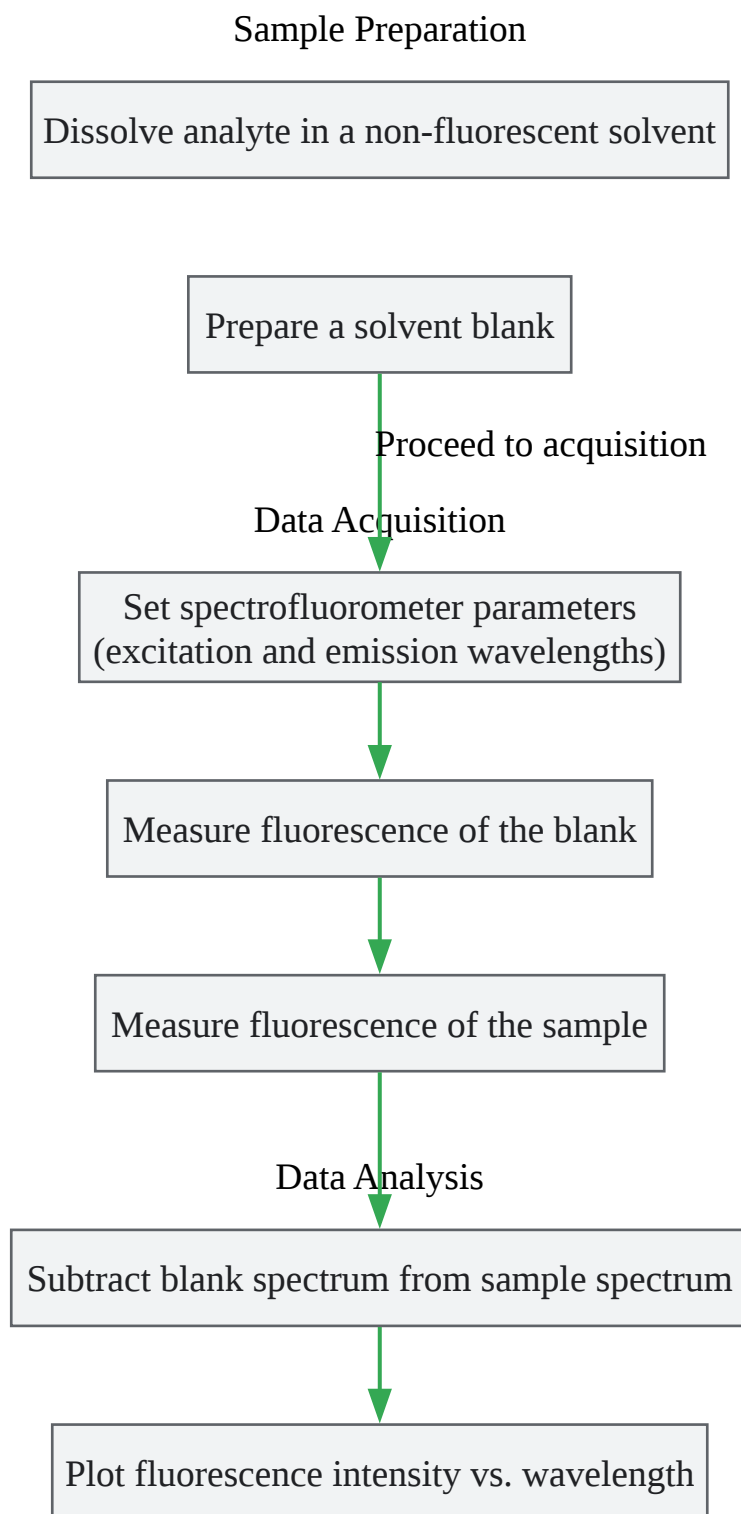 Sample Preparation
Dissolve analyte in a non-fluorescent solvent
Prepare a solvent blank
Proceed to acquisition
Data Acquisition
Set spectrofluorometer parameters
(excitation and emission wavelengths)
Measure fluorescence of the blank
Measure fluorescence of the sample
Data Analysis
Subtract blank spectrum from sample spectrum
Plot fluorescence intensity vs. wavelength